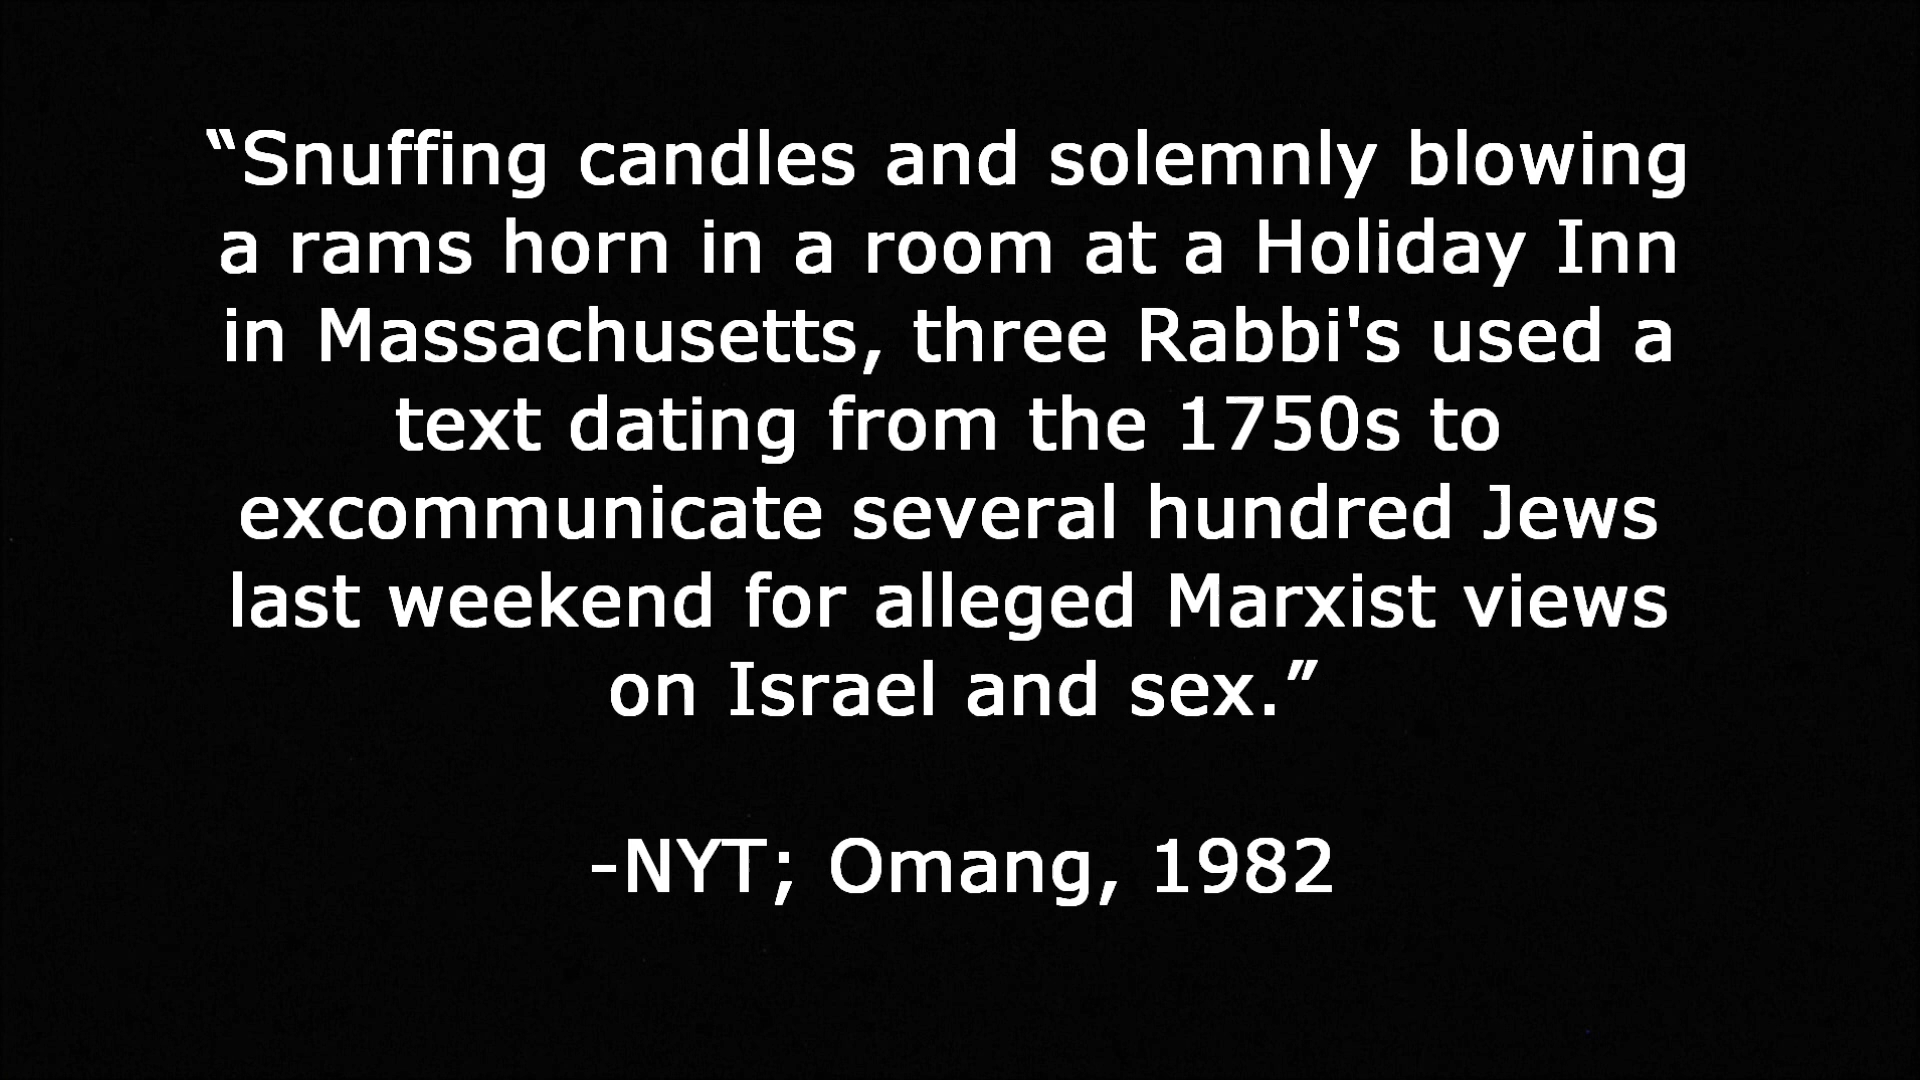 “Snuffing candles and solemnly blowing
a rams horn in a room at a Holiday Inn
in Massachusetts, three Rabbi's used a
text dating from the 1750s to
excommunicate several hundred Jews
last weekend for alleged Marxist views
on Israel and sex.”
-NYT; Omang, 1982